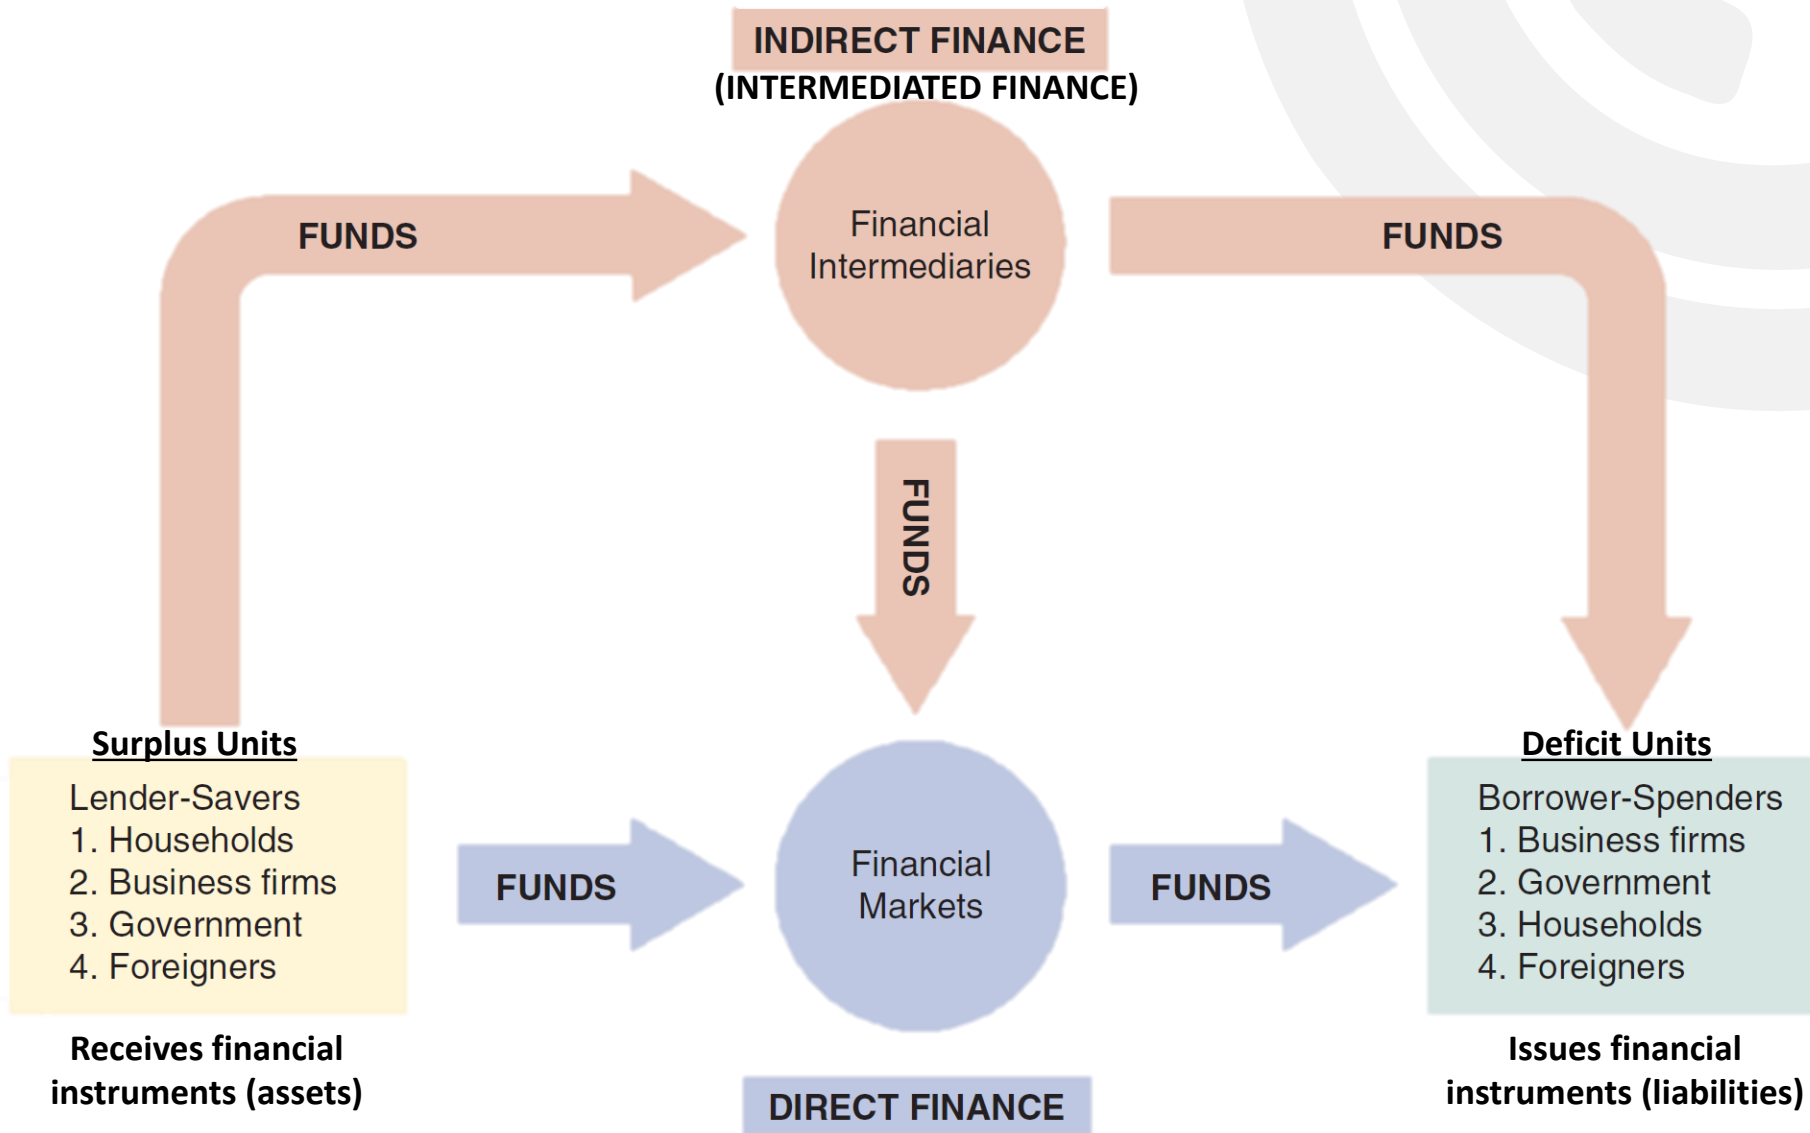 INDIRECT FINANCE
(INTERMEDIATED FINANCE)
FUNDS
Financial
Intermediaries
FUNDS
FUNDS
Surplus Units
Lender-Savers
1. Households
2. Business firms
3. Government
4. Foreigners
Receives financial
instruments (assets)
FUNDS
Financial
Markets
FUNDS
Deficit Units
Borrower-Spenders
1. Business firms
2. Government
3. Households
4. Foreigners
Issues financial
instruments (liabilities)
DIRECT FINANCE